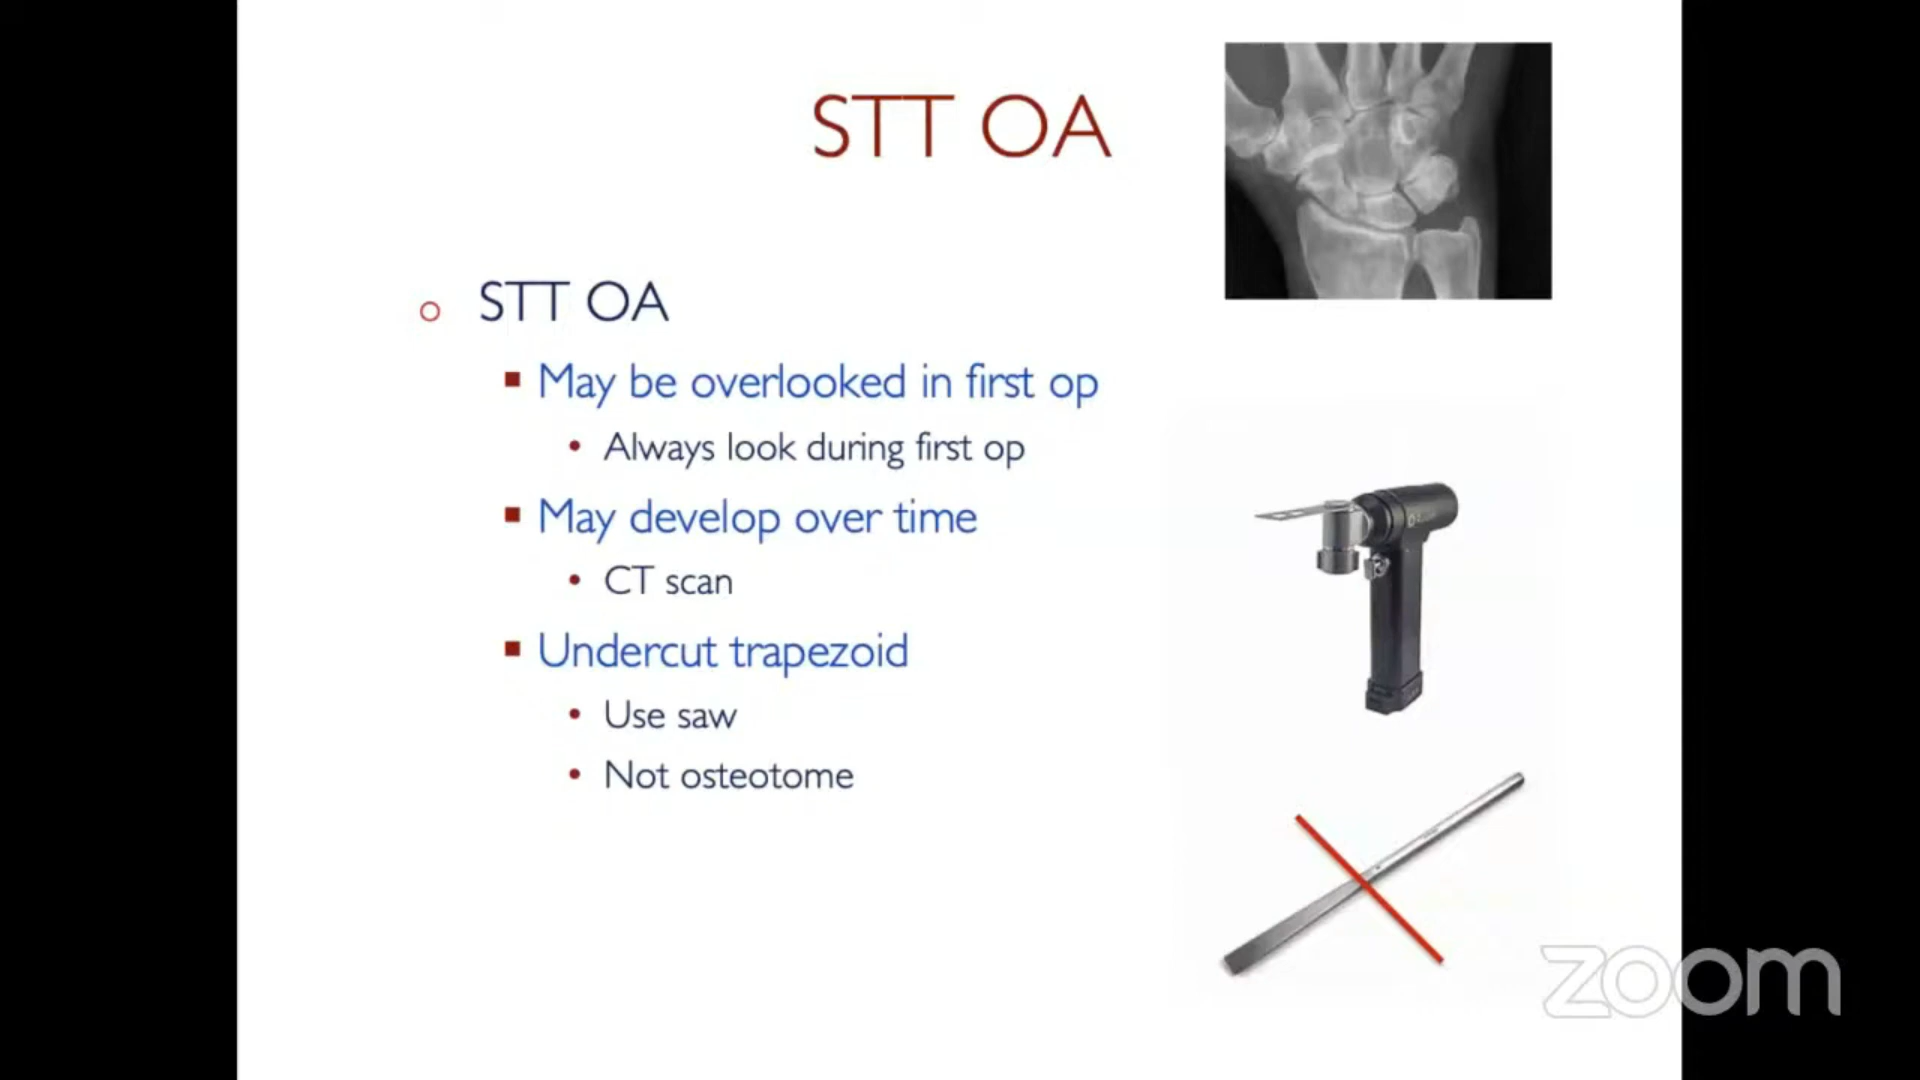 STT OA
STT OA
May be overlooked in first op
Always look during first op
May develop over time
CT scan
Undercut trapezoid
Use saw
Not osteotome
zoom